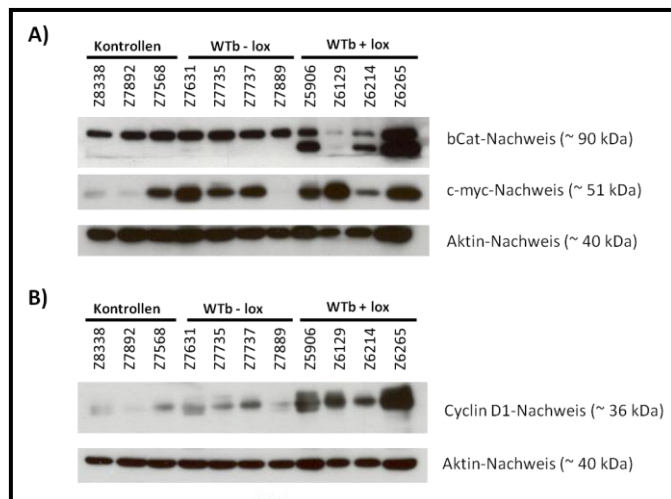 A)
Kontrollen WTb - lox WTb + lox
Z8338 Z7892 Z7568 Z7631 Z7735 Z7737 Z7889 Z5906 Z6129 Z6214 Z6265
bCat-Nachweis (~ 90 kDa)
c-myc-Nachweis (~ 51 kDa)
Aktin-Nachweis (~ 40 kDa)
B)
Kontrollen WTb - lox WTb + lox
Z8338 Z7892 Z7568 Z7631 Z7735 Z7737 Z7889 Z5906 Z6129 Z6214 Z6265
Cyclin D1-Nachweis (~ 36 kDa)
Aktin-Nachweis (~ 40 kDa)